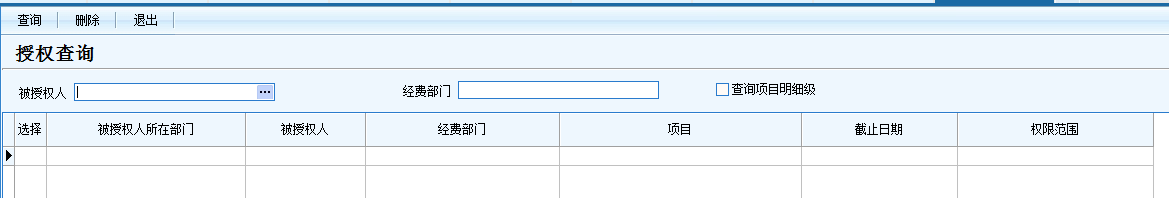 查询 删除 退出
授权查询
被授权人 ... 经费部门 查询项目明细级
选择 被授权人所在部门 被授权人 经费部门 项目 截止日期 权限范围